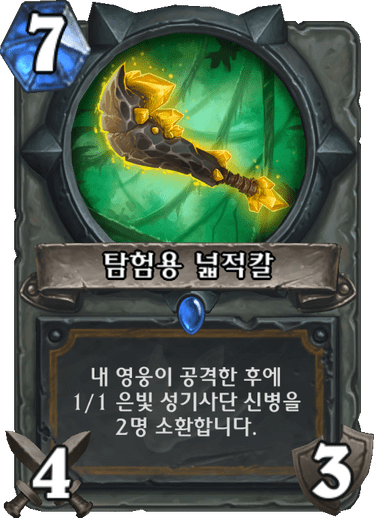 7
탐험용 넓적칼
내 영웅이 공격한 후에
1/1 은빛 성기사단 신병을
2명 소환합니다.
4
3